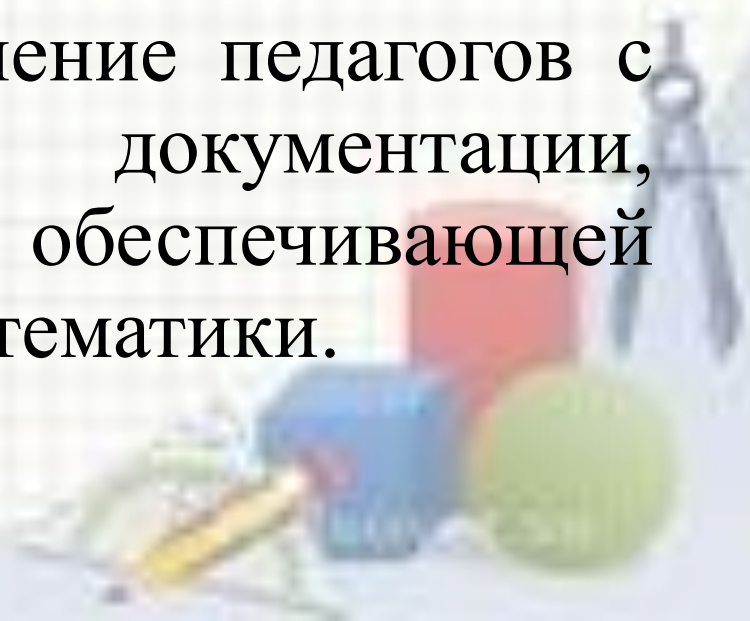 ление педагогов с
документации,
обеспечивающей
тематики.